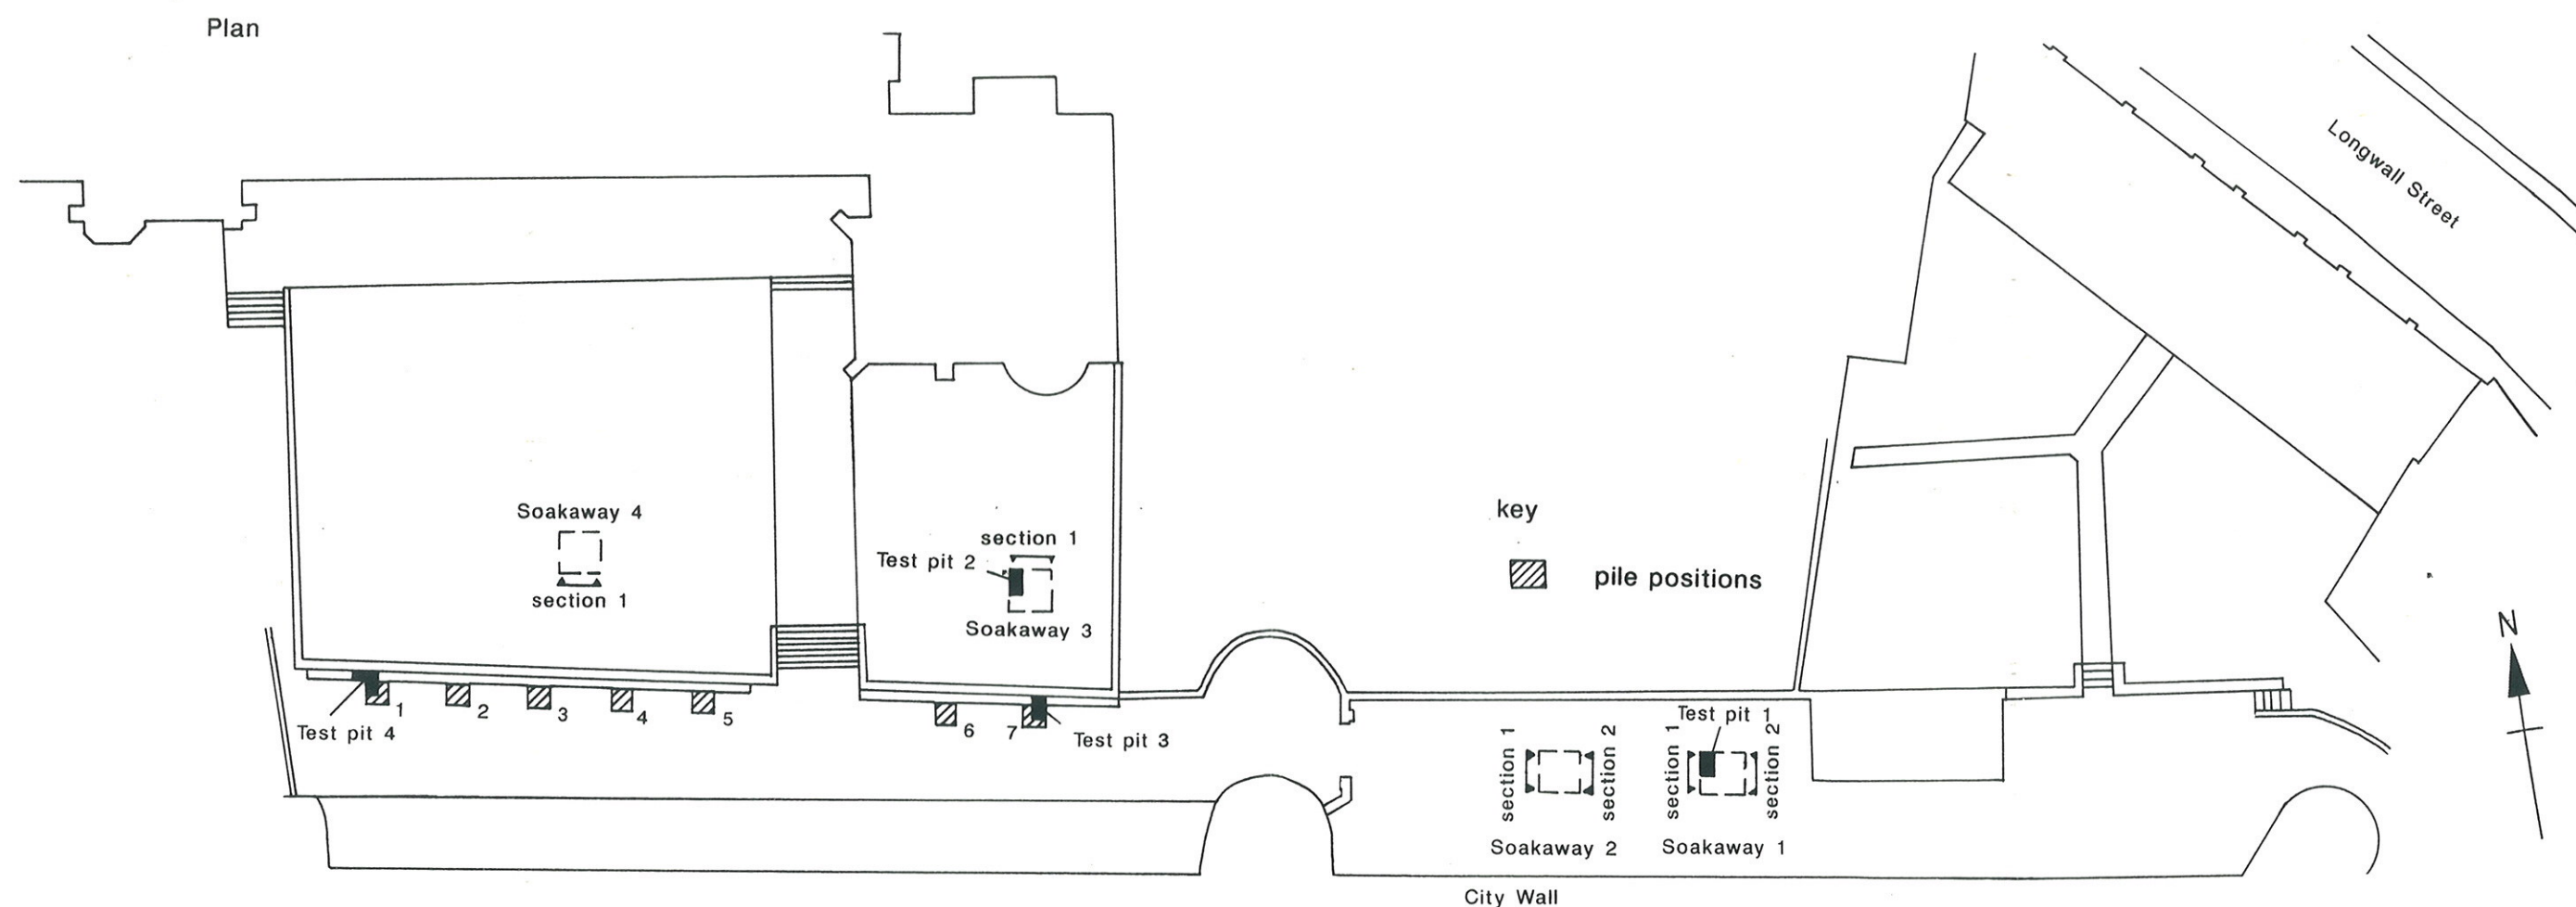 Plan
Longwall Street
Soakaway 4
section 1
section 1
Test pit 2
Soakaway 3
key
pile positions
N
1
2
3
4
5
6
7
Test pit 4
Test pit 3
Test pit 1
section 1
section 2
section 1
section 2
Soakaway 2
Soakaway 1
City Wall